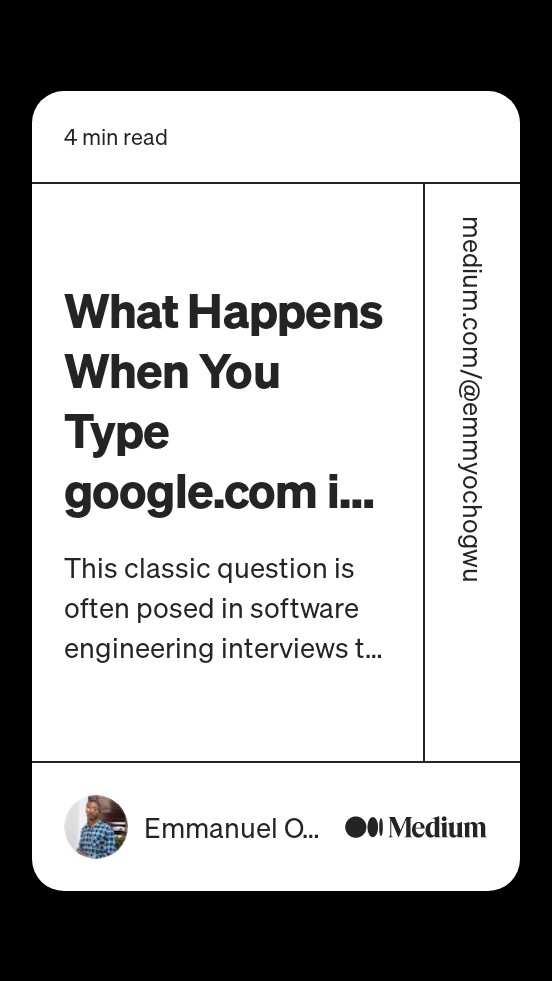 4 min read
What Happens
When You
Type
google.com i...
This classic question is
often posed in software
engineering interviews t...
medium.com/@emmyochogwu
Emmanuel O...
Medium